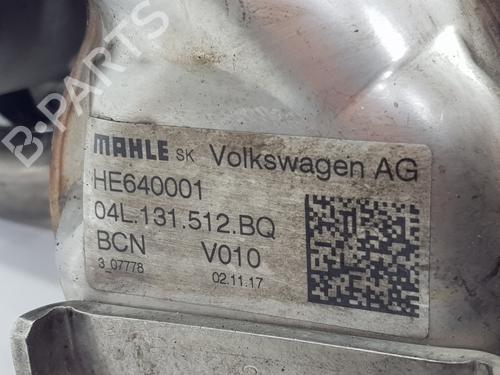 B-PARTS
MAHLE SK Volkswagen AG
HE640001
04L.131.512.BQ
BCN V010
3_07778 02.11.17